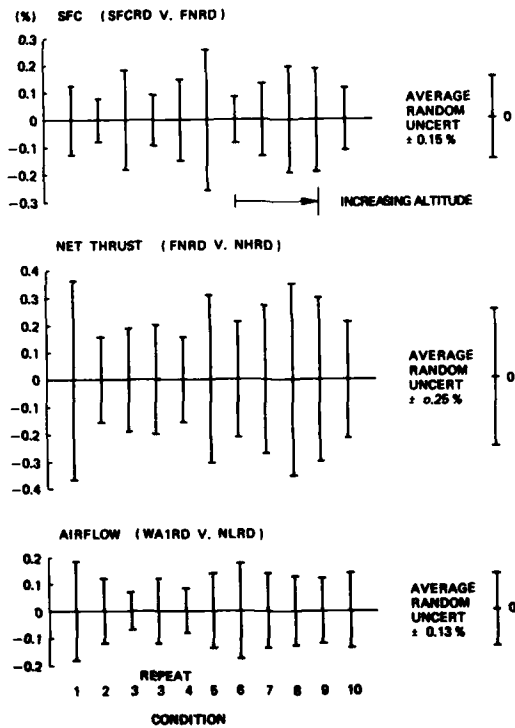 (%) SFC (SFCRD V. FNRD)
0.3
0.2
0.1
0
-0.1
-0.2
-0.3
AVERAGE
RANDOM
UNCERT
± 0.15 %
0
INCREASING ALTITUDE
NET THRUST (FNRD V. NHRD)
0.4
0.3
0.2
0.1
0
-0.1
-0.2
-0.3
-0.4
AVERAGE
RANDOM
UNCERT
± 0.25 %
0
AIRFLOW (WA1RD V. NLRD)
0.2
0.1
0
-0.1
-0.2
AVERAGE
RANDOM
UNCERT
± 0.13 %
0
REPEAT
1 2 3 3 4 5 6 7 8 9 10
CONDITION